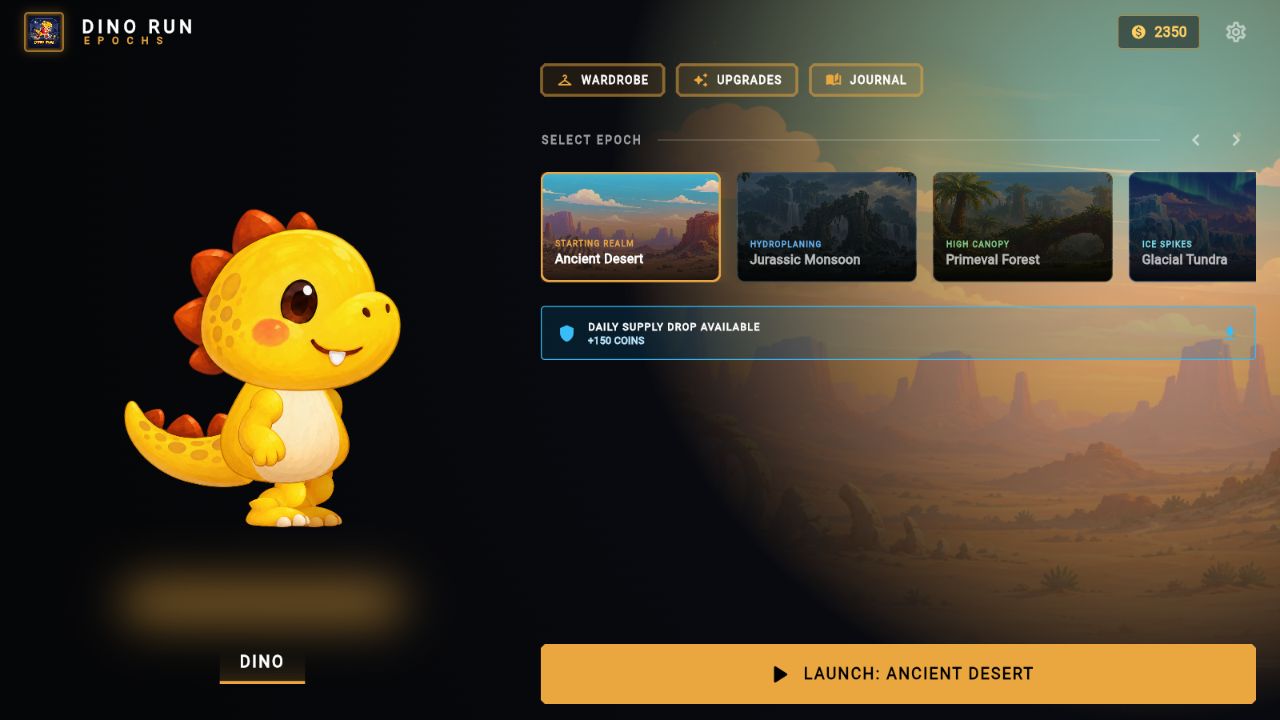 DINO RUN
EPOCHS
2350
WARDROBE
UPGRADES
JOURNAL
SELECT EPOCH
STARTING REALM
Ancient Desert
HYDROPLANING
Jurassic Monsoon
HIGH CANOPY
Primeval Forest
ICE SPIKES
Glacial Tundra
DAILY SUPPLY DROP AVAILABLE
+150 COINS
DINO
LAUNCH: ANCIENT DESERT